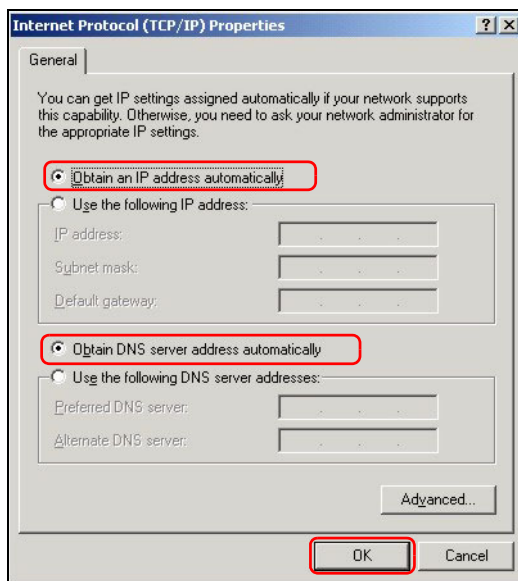 Internet Protocol (TCP/IP) Properties
General
You can get IP settings assigned automatically if your network supports
this capability. Otherwise, you need to ask your network administrator for
the appropriate IP settings.
Obtain an IP address automatically
Use the following IP address:
IP address:
Subnet mask:
Default gateway:
Obtain DNS server address automatically
Use the following DNS server addresses:
Preferred DNS server:
Alternate DNS server:
Advanced...
OK Cancel